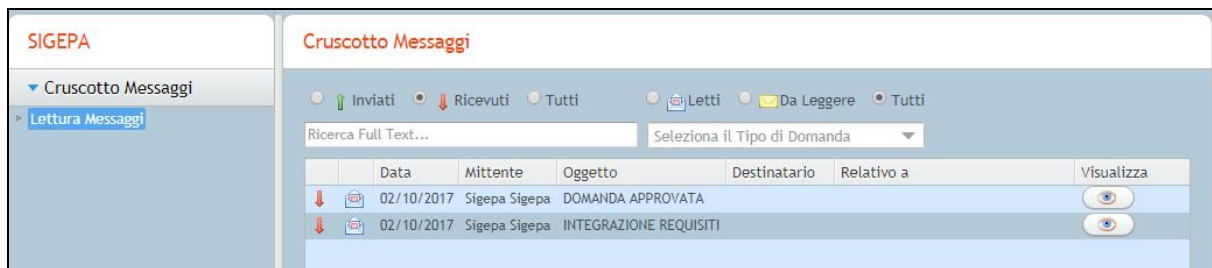 SIGEPA
Cruscotto Messaggi
Cruscotto Messaggi
Lettura Messaggi
Inviati Ricevuti Tutti Letti Da Leggere Tutti
Ricerca Full Text... Seleziona il Tipo di Domanda
Data Mittente Oggetto Destinatario Relativo a Visualizza
02/10/2017 Sigepa Sigepa DOMANDA APPROVATA
02/10/2017 Sigepa Sigepa INTEGRAZIONE REQUISITI